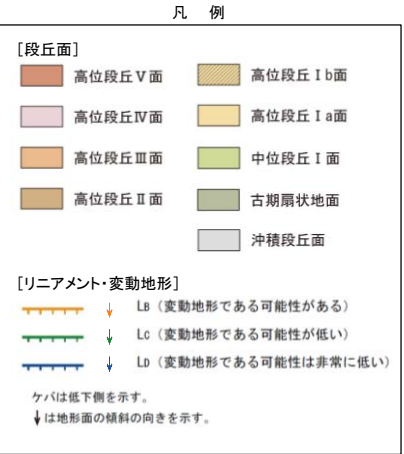 凡 例
[段丘面]
高位段丘Ⅴ面
高位段丘Ⅳ面
高位段丘Ⅲ面
高位段丘Ⅱ面
高位段丘Ⅰb面
高位段丘Ⅰa面
中位段丘Ⅰ面
古期扇状地面
沖積段丘面
[リニアメント・変動地形]
LB（変動地形である可能性がある）
LC（変動地形である可能性が低い）
LD（変動地形である可能性は非常に低い）
ケバは低下側を示す。
↓は地形面の傾斜の向きを示す。